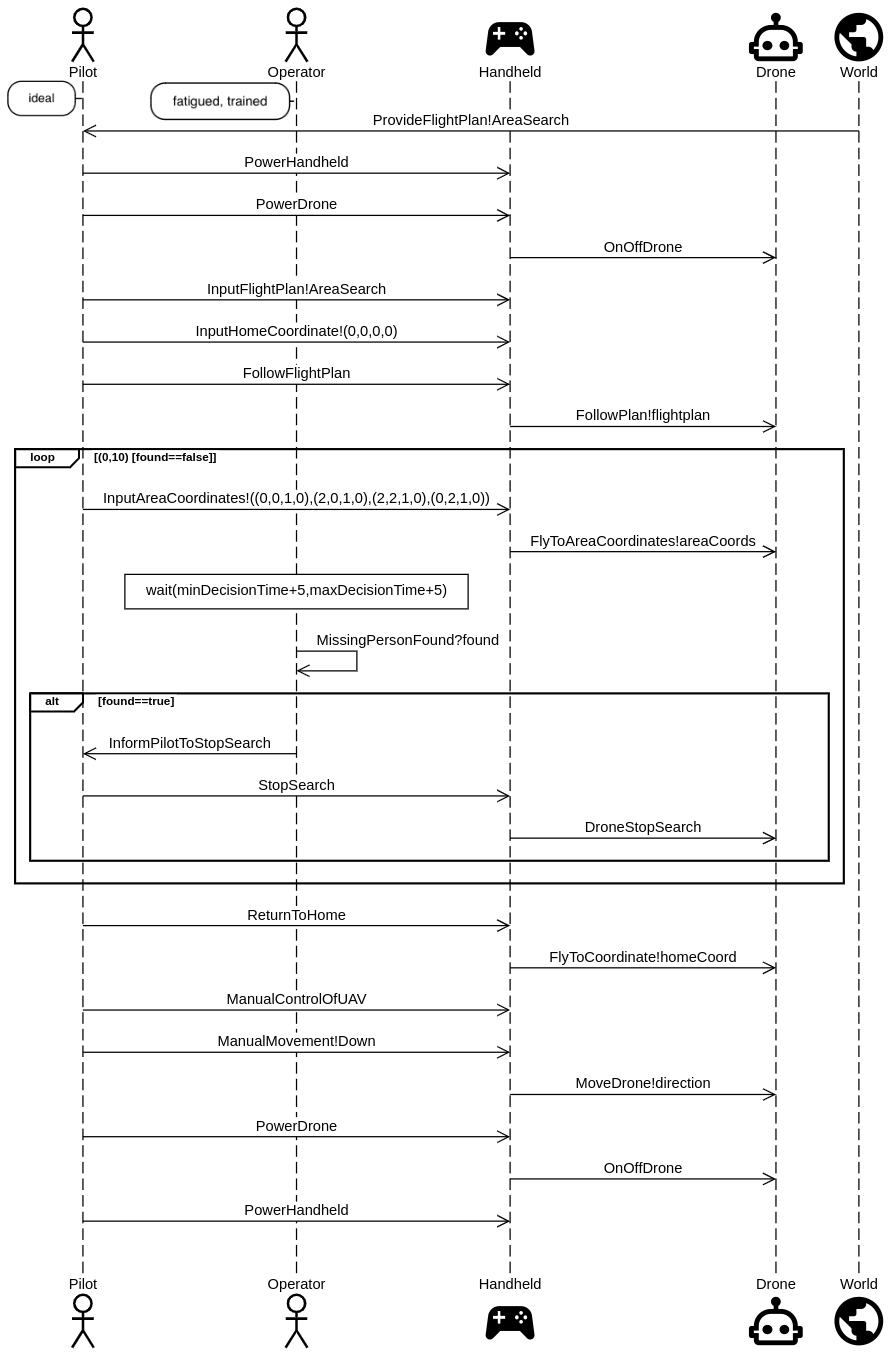 Pilot Operator Handheld Drone World
ideal
fatigued, trained
ProvideFlightPlan!AreaSearch
PowerHandheld
PowerDrone
OnOffDrone
InputFlightPlan!AreaSearch
InputHomeCoordinate!(0,0,0,0)
FollowFlightPlan
FollowPlan!flightplan
loop [(0,10) [found==false]]
InputAreaCoordinates!((0,0,1,0),(2,0,1,0),(2,2,1,0),(0,2,1,0))
FlyToAreaCoordinates!areaCoords
wait(minDecisionTime+5,maxDecisionTime+5)
MissingPersonFound?found
alt [found==true]
InformPilotToStopSearch
StopSearch
DroneStopSearch
ReturnToHome
FlyToCoordinate!homeCoord
ManualControlOfUAV
ManualMovement!Down
MoveDrone!direction
PowerDrone
OnOffDrone
PowerHandheld
Pilot Operator Handheld Drone World